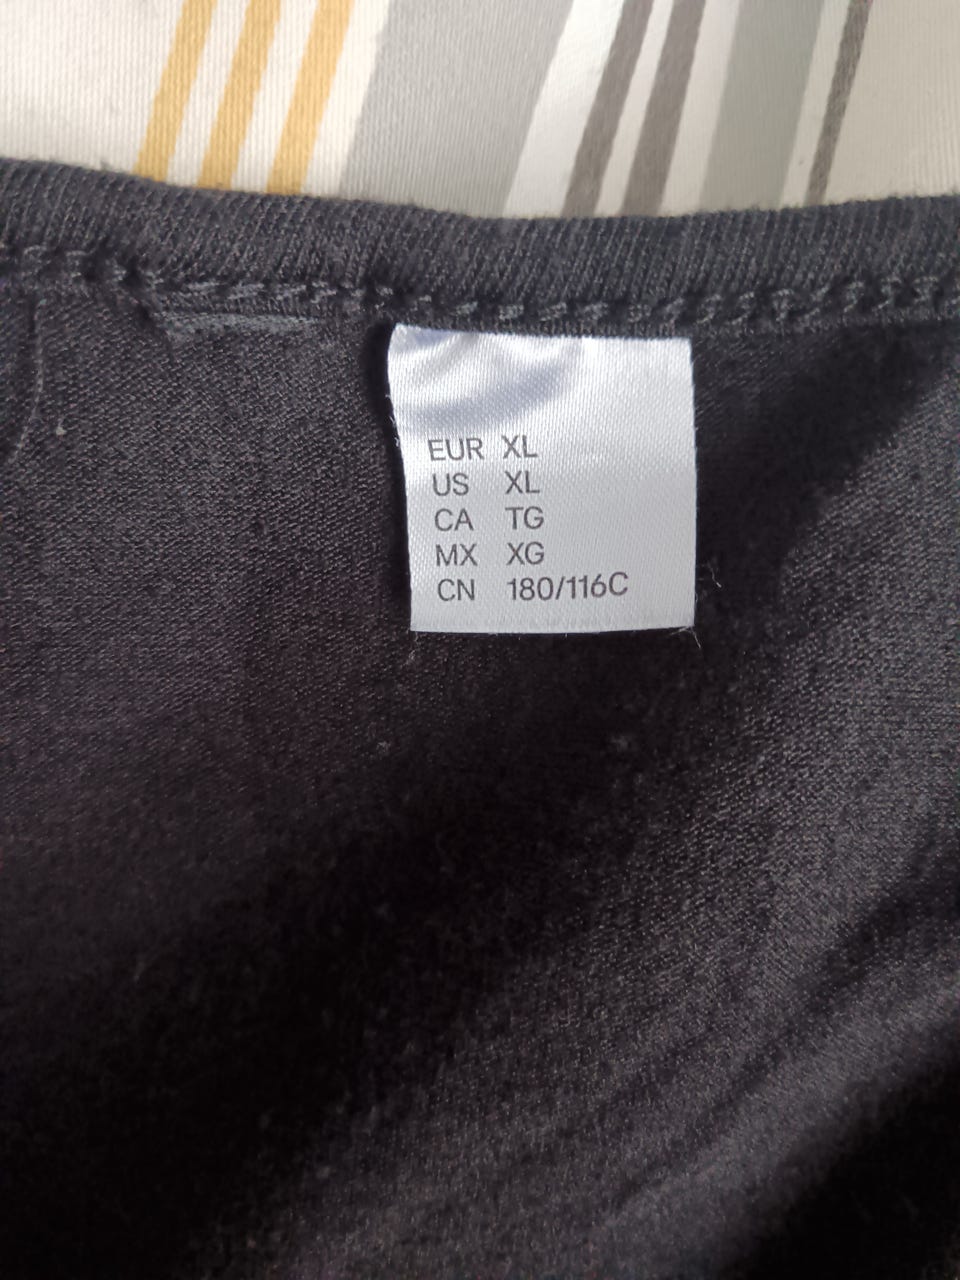 EUR XL
US XL
CA TG
MX XG
CN 180/116C